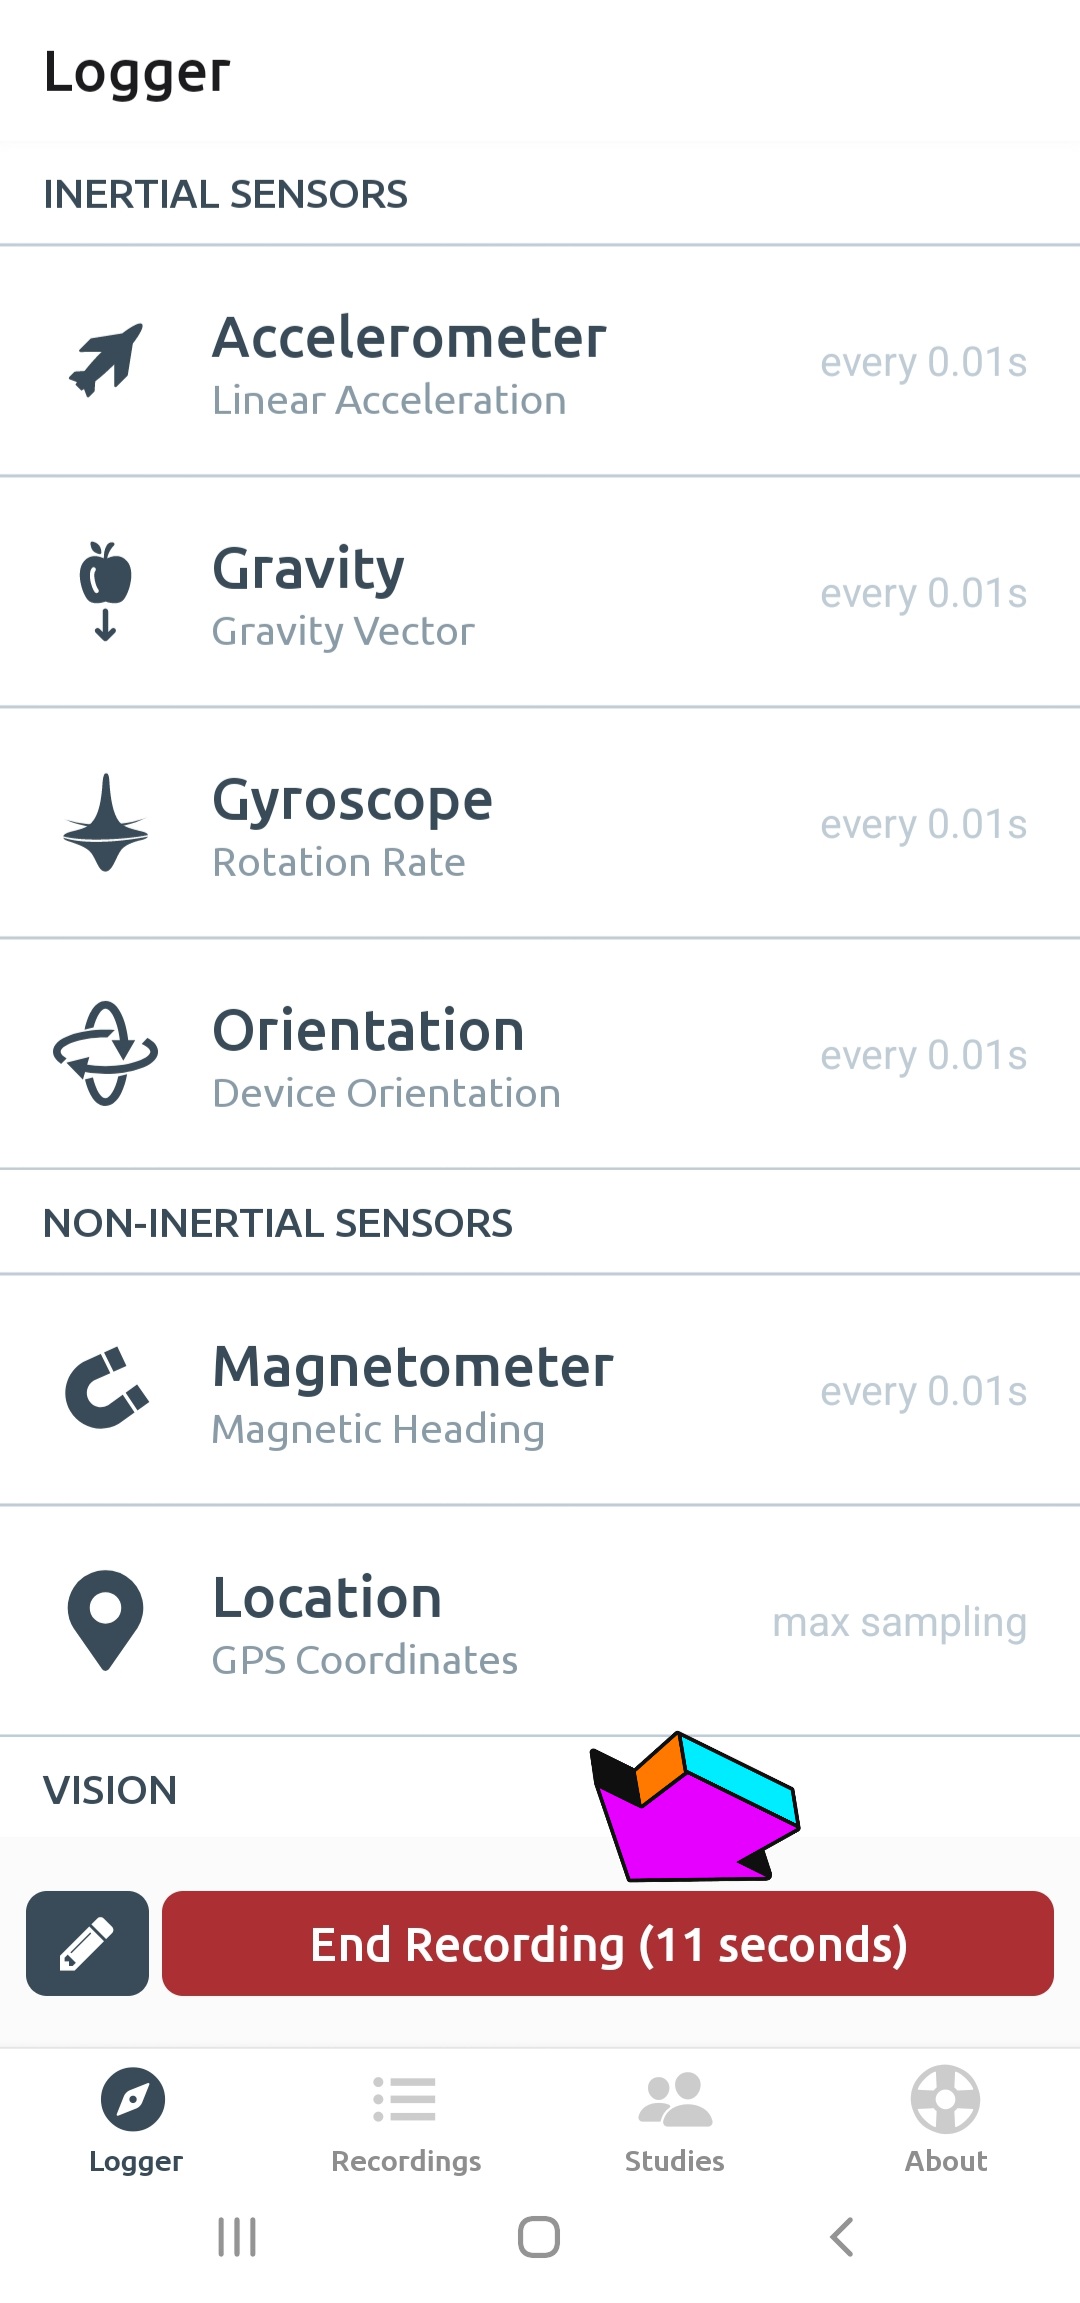 Logger
INERTIAL SENSORS
Accelerometer
Linear Acceleration
every 0.01s
Gravity
Gravity Vector
every 0.01s
Gyroscope
Rotation Rate
every 0.01s
Orientation
Device Orientation
every 0.01s
NON-INERTIAL SENSORS
Magnetometer
Magnetic Heading
every 0.01s
Location
GPS Coordinates
max sampling
VISION
End Recording (11 seconds)
Logger
Recordings
Studies
About